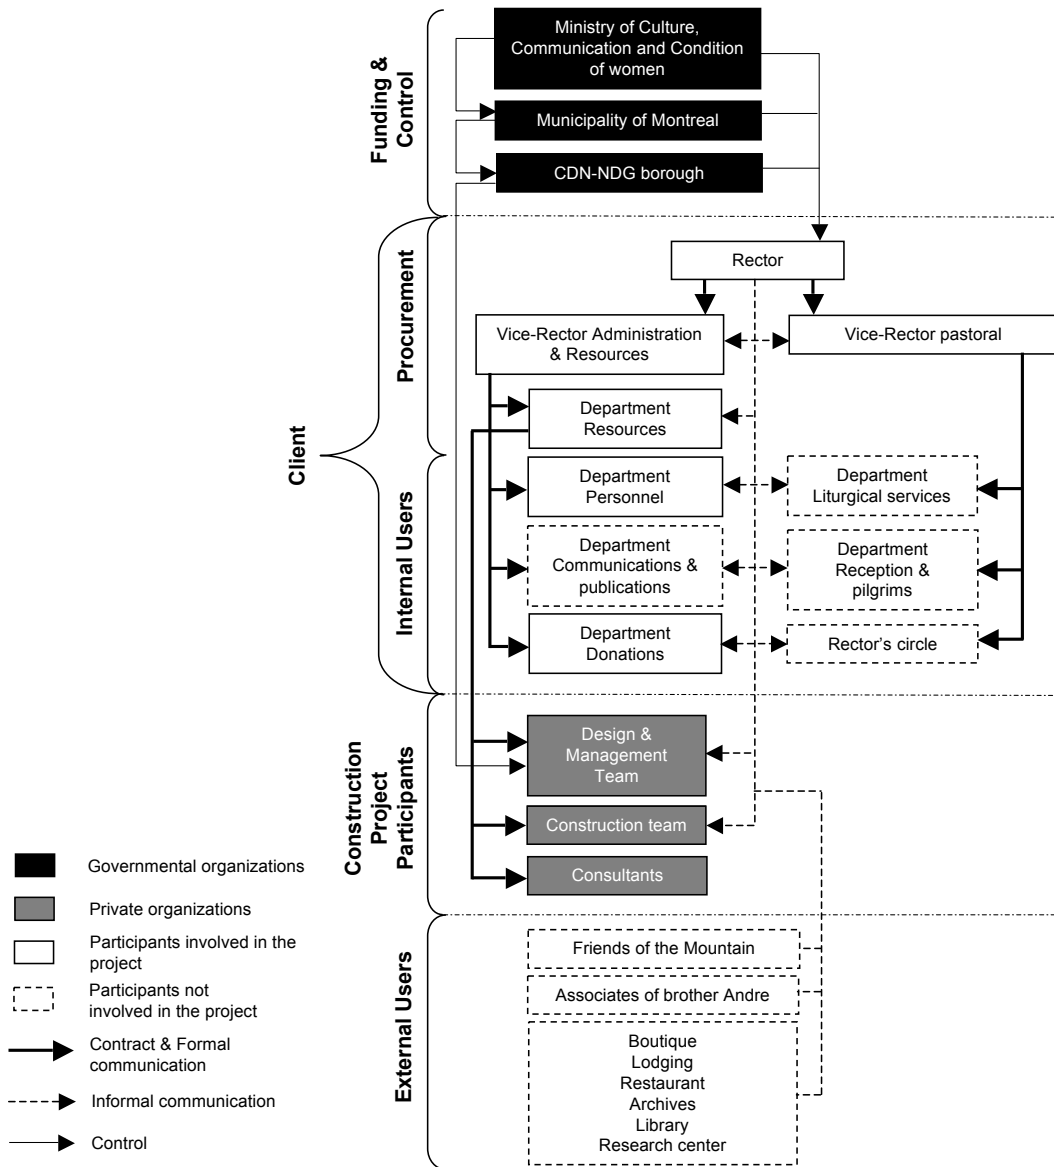 Ministry of Culture,
Communication and Condition
of women
Funding &
Control
Municipality of Montreal
CDN-NDG borough
Client
Procurement
Rector
Vice-Rector Administration
& Resources
Vice-Rector pastoral
Department
Resources
Internal Users
Department
Personnel
Department
Liturgical services
Department
Communications &
publications
Department
Reception &
pilgrims
Department
Donations
Rector's circle
Construction
Project
Participants
Design &
Management
Team
Construction team
Consultants
External Users
Friends of the Mountain
Associates of brother Andre
Boutique
Lodging
Restaurant
Archives
Library
Research center
Governmental organizations
Private organizations
Participants involved in the
project
Participants not
involved in the project
Contract & Formal
communication
Informal communication
Control